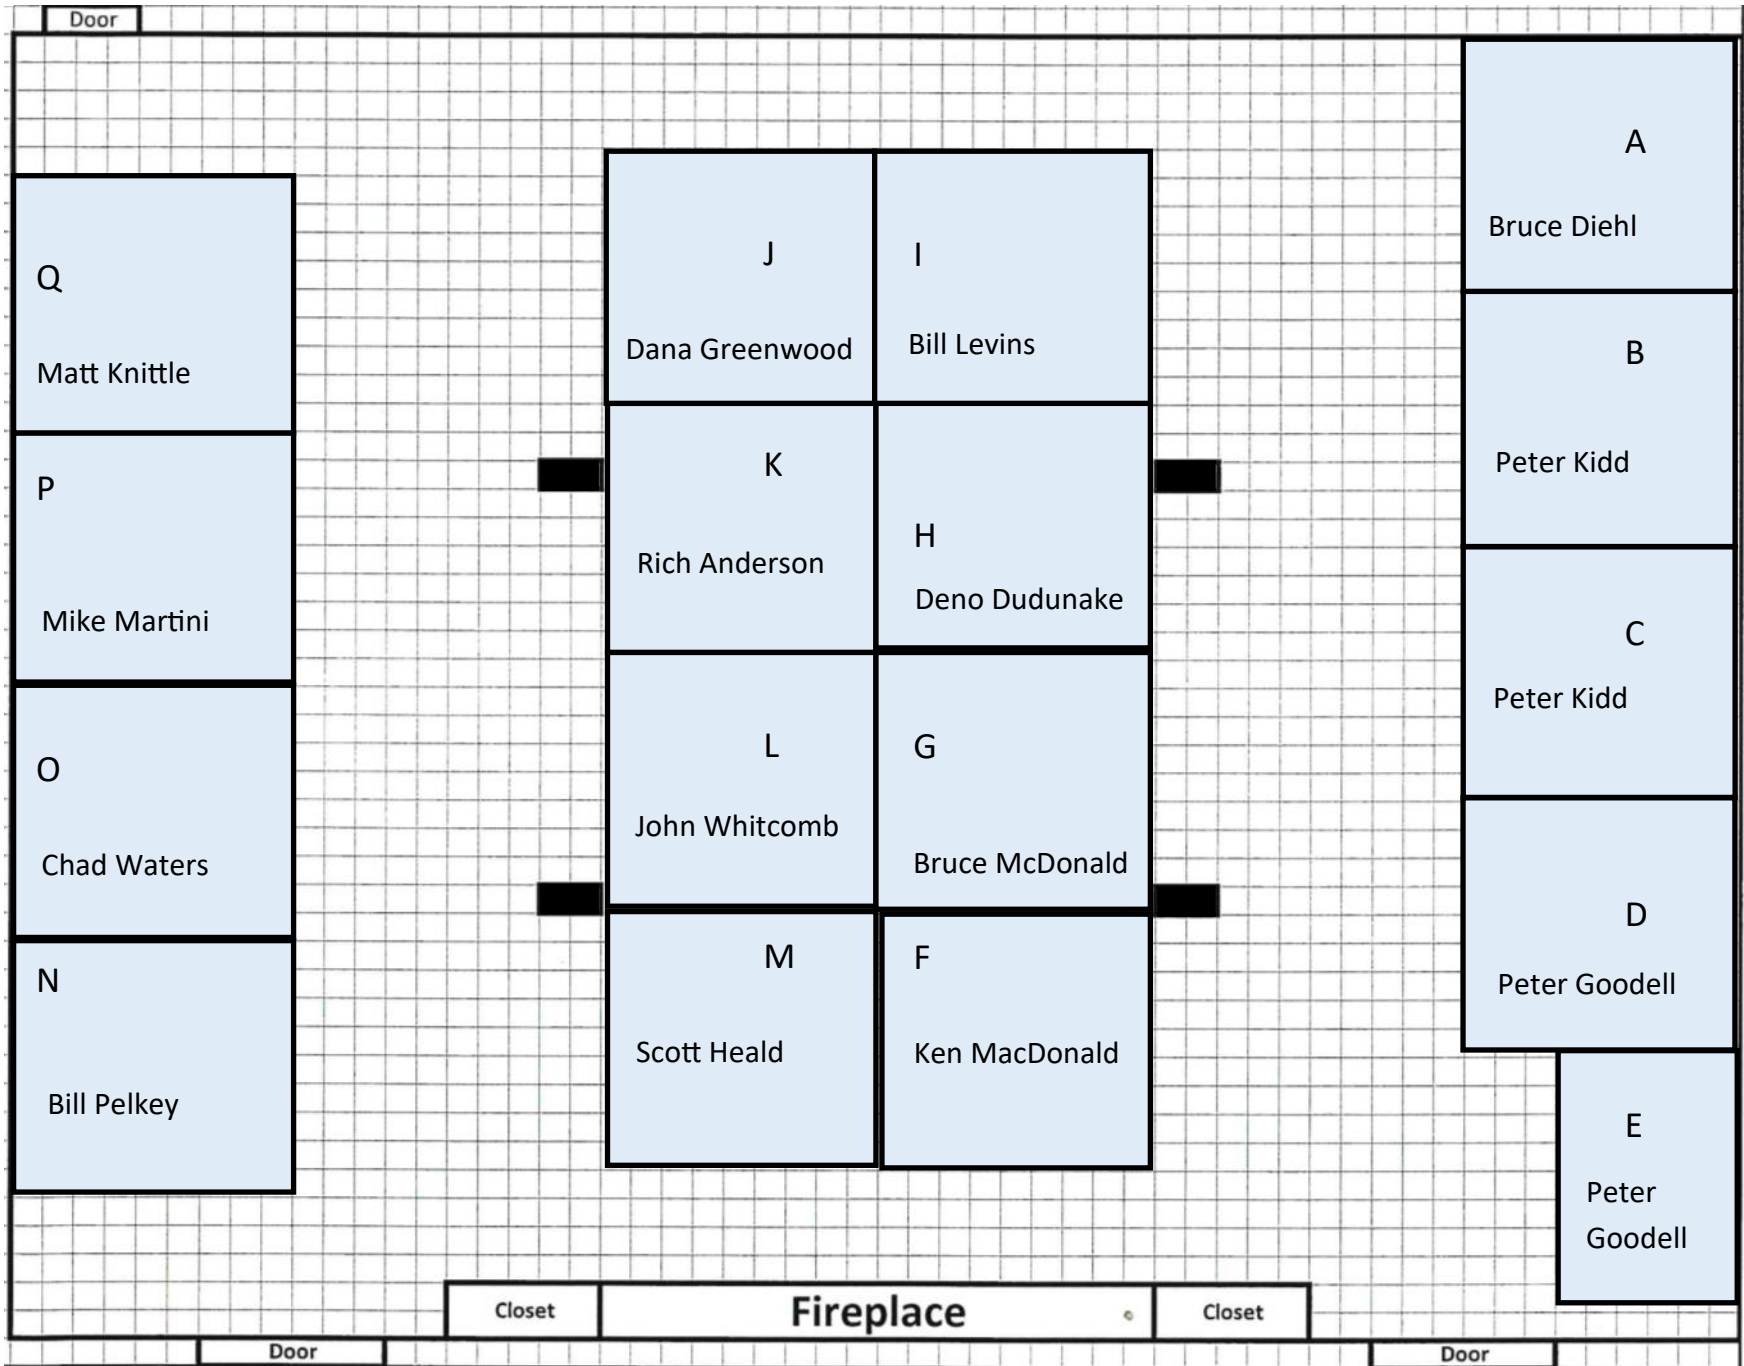 Door
A
Bruce Diehl
J
I
Q
Dana Greenwood
Bill Levins
B
Matt Knittle
K
Peter Kidd
P
H
Rich Anderson
Deno Dudunake
Mike Martini
C
Peter Kidd
L
G
O
John Whitcomb
Chad Waters
Bruce McDonald
D
M
F
N
Peter Goodell
Scott Heald
Ken MacDonald
Bill Pelkey
E
Peter
Goodell
Closet
Fireplace
Closet
Door
Door